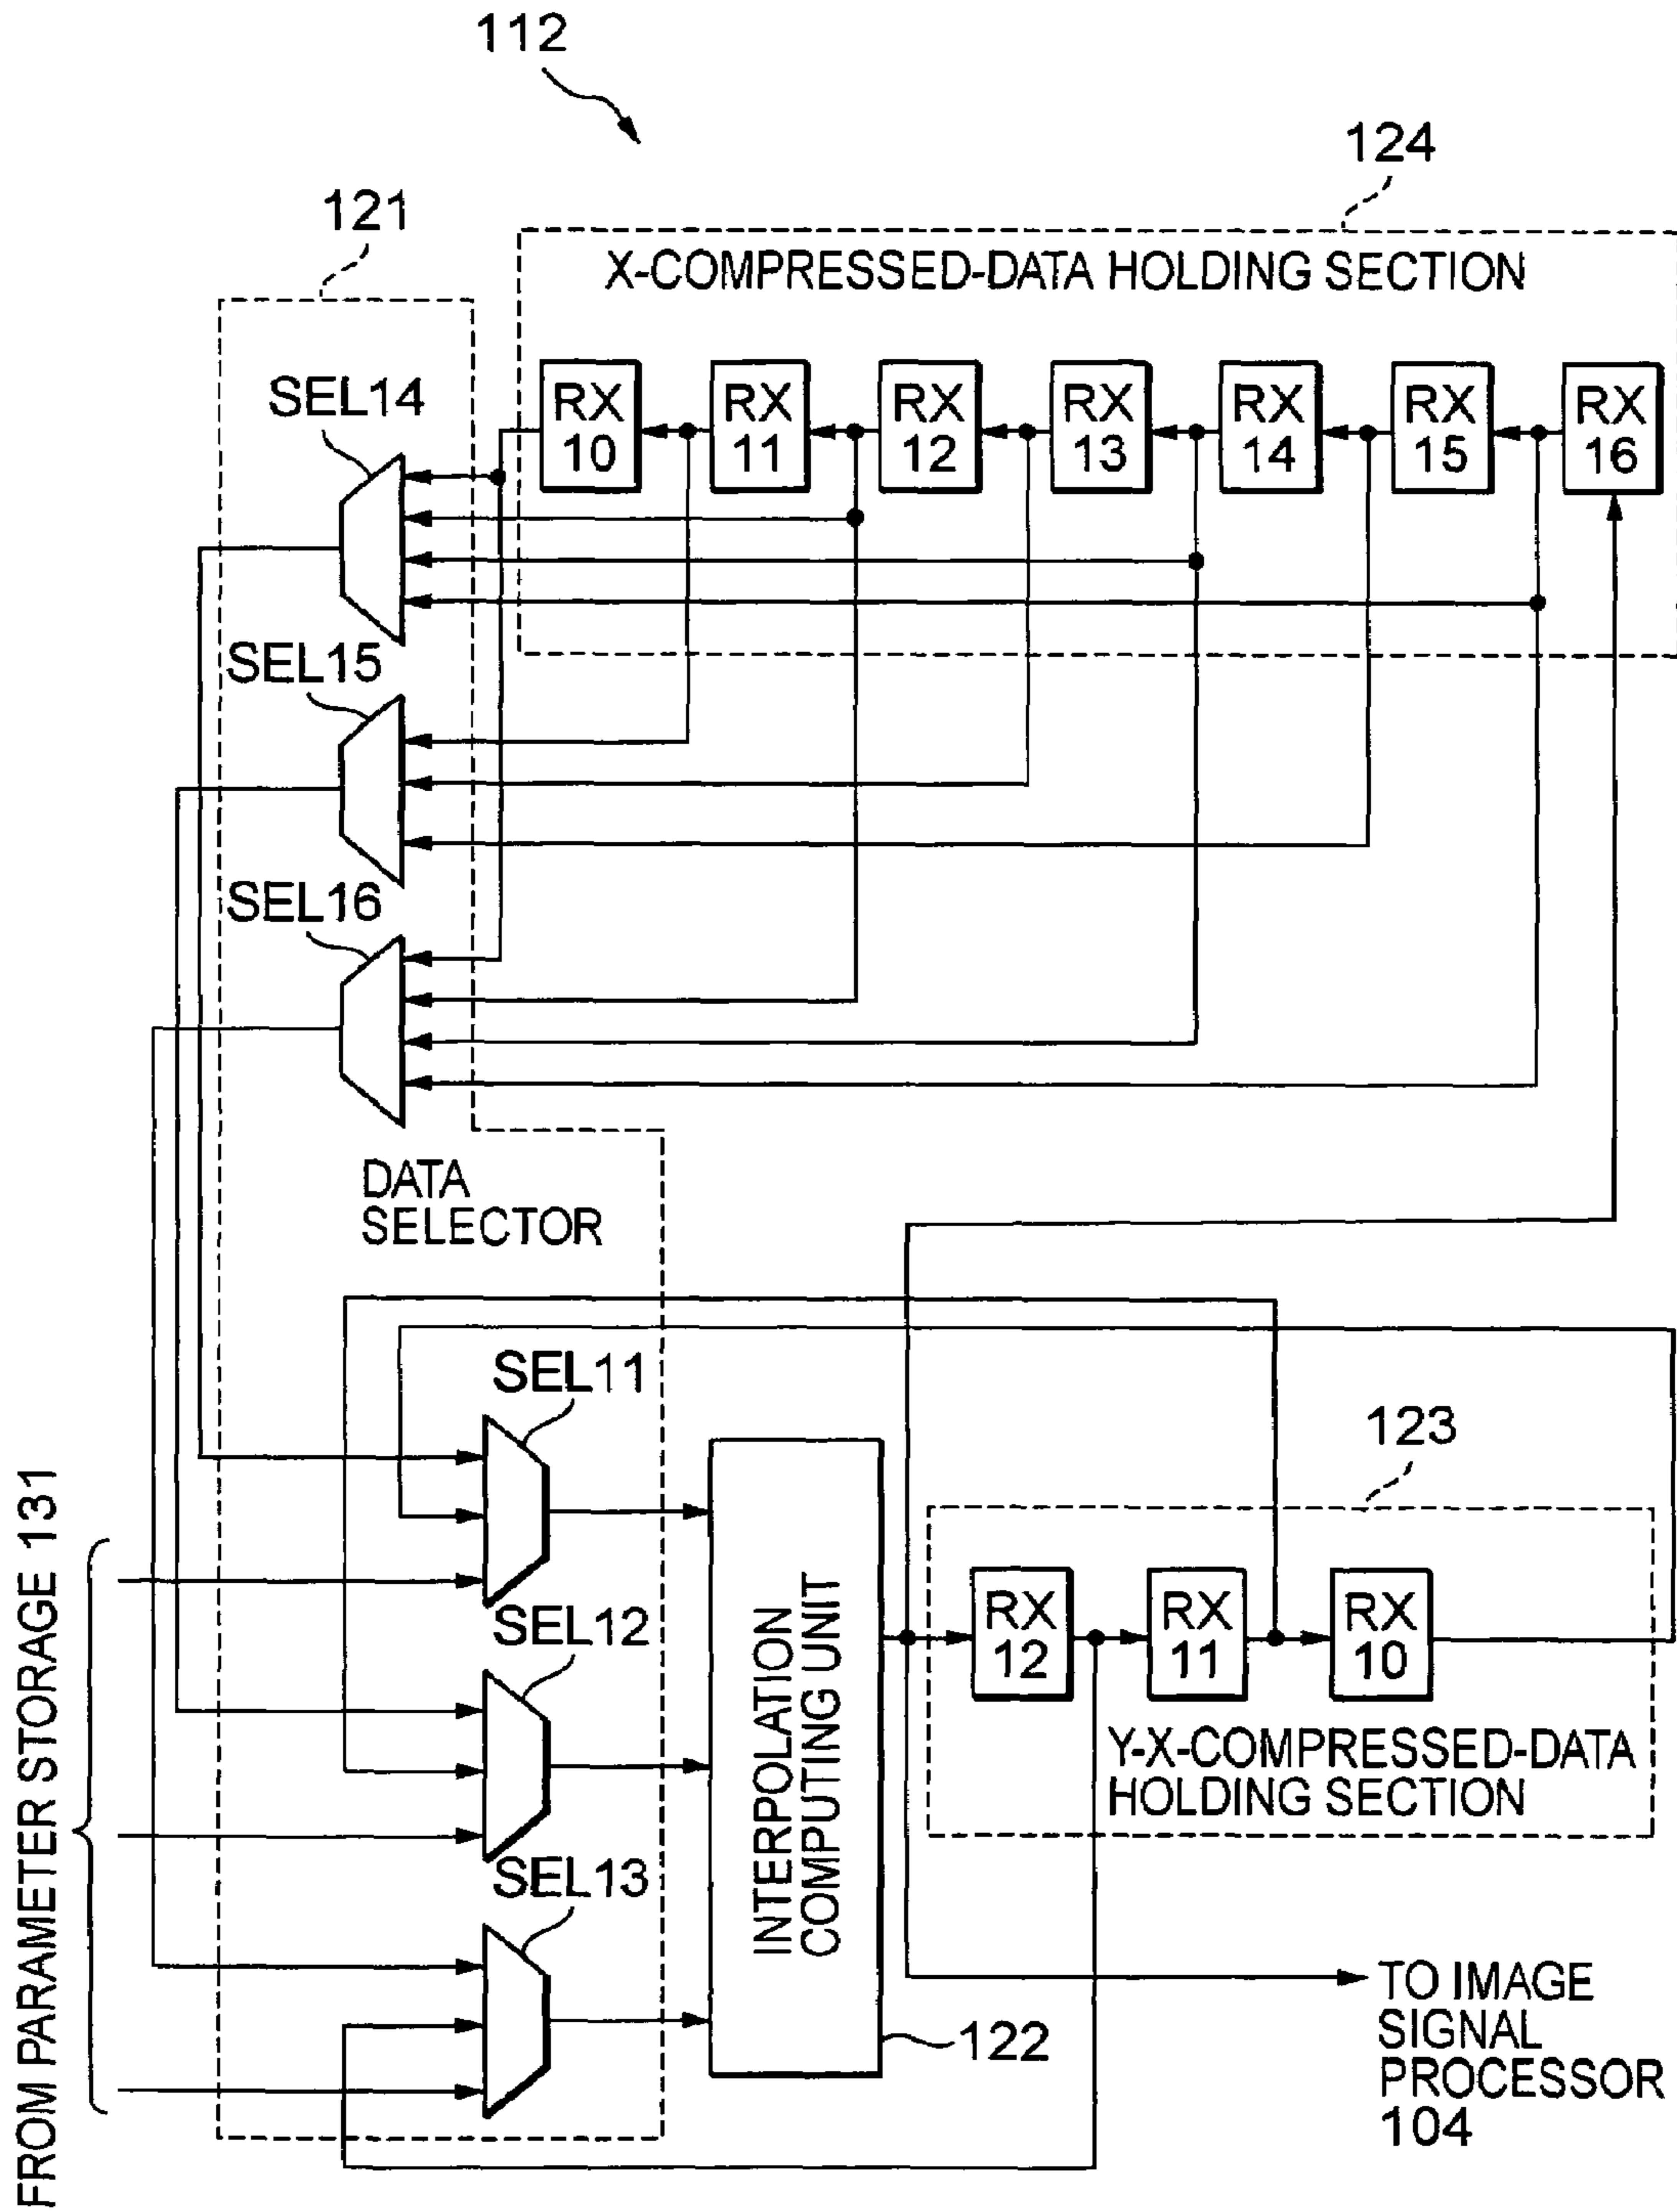 112
124
121
X-COMPRESSED-DATA HOLDING SECTION
SEL14
RX
10
RX
11
RX
12
RX
13
RX
14
RX
15
RX
16
SEL15
SEL16
DATA
SELECTOR
SEL11
123
FROM PARAMETER STORAGE 131
SEL12
INTERPOLATION
COMPUTING UNIT
RX
12
RX
11
RX
10
Y-X-COMPRESSED-DATA
HOLDING SECTION
SEL13
122
TO IMAGE
SIGNAL
PROCESSOR
104